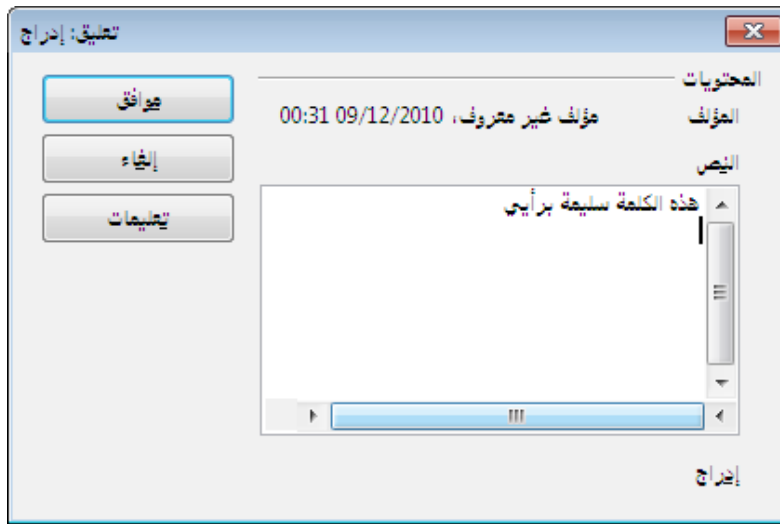 تعليق: إدراج
المحتويات
المؤلف مؤلف غير معروف، 09/12/2010 00:31
النص
هذه الكلمة سليمة برأيي
إدراج
موافق
إلغاء
تعليمات